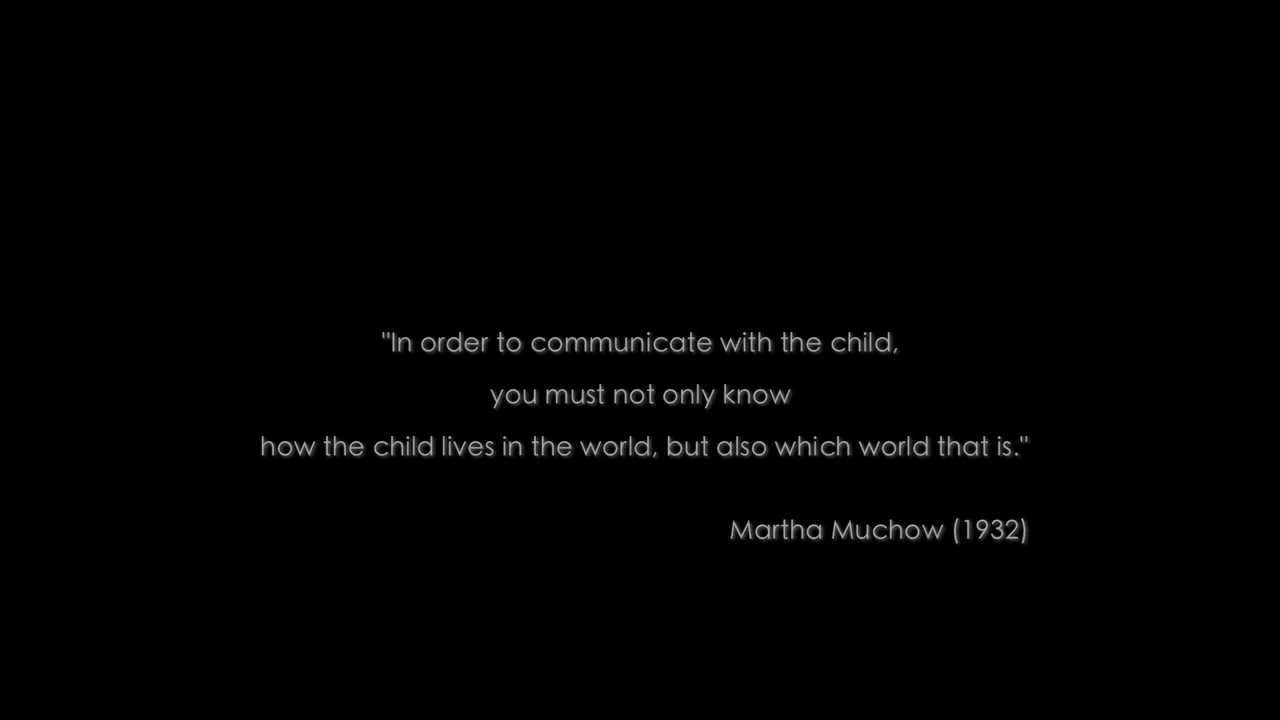 "In order to communicate with the child,
you must not only know
how the child lives in the world, but also which world that is."
Martha Muchow (1932)